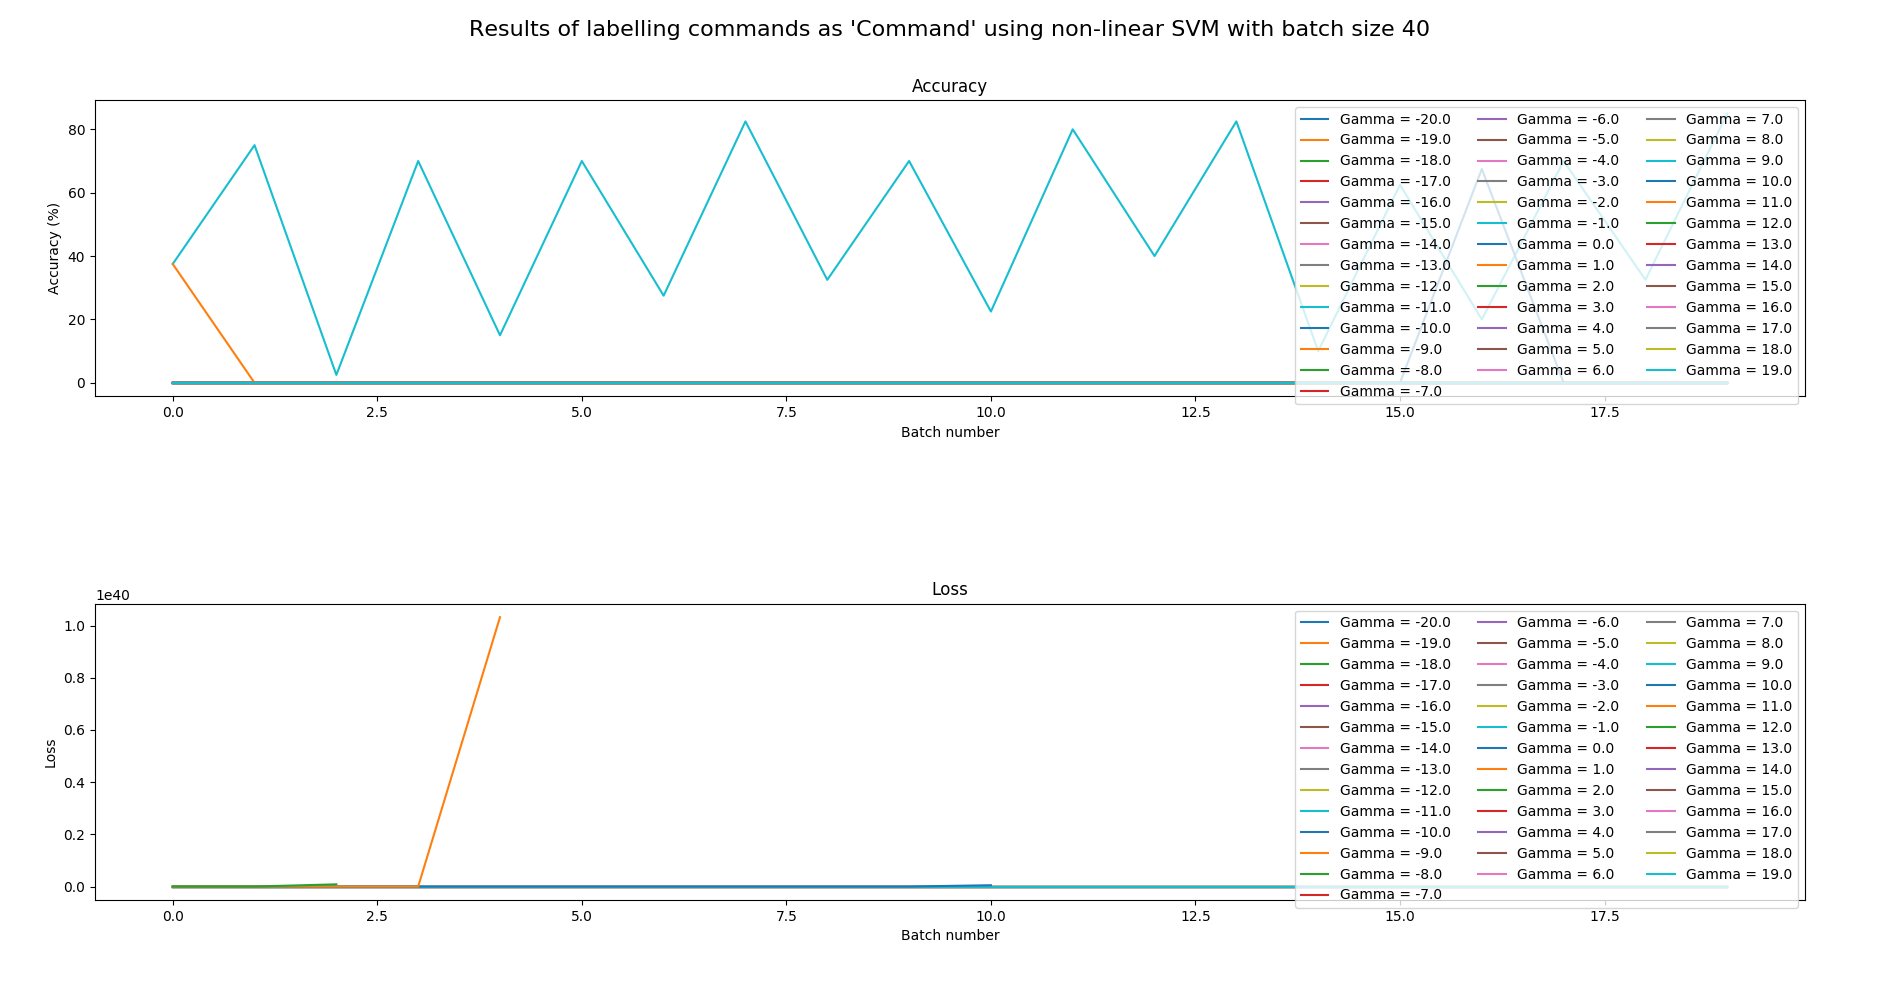 Results of labelling commands as 'Command' using non-linear SVM with batch size 40
Accuracy
Accuracy (%)
80
60
40
20
0
Gamma = -20.0
Gamma = -19.0
Gamma = -18.0
Gamma = -17.0
Gamma = -16.0
Gamma = -15.0
Gamma = -14.0
Gamma = -13.0
Gamma = -12.0
Gamma = -11.0
Gamma = -10.0
Gamma = -9.0
Gamma = -8.0
Gamma = -7.0
Gamma = -6.0
Gamma = -5.0
Gamma = -4.0
Gamma = -3.0
Gamma = -2.0
Gamma = -1.0
Gamma = 0.0
Gamma = 1.0
Gamma = 2.0
Gamma = 3.0
Gamma = 4.0
Gamma = 5.0
Gamma = 6.0
Gamma = 7.0
Gamma = 8.0
Gamma = 9.0
Gamma = 10.0
Gamma = 11.0
Gamma = 12.0
Gamma = 13.0
Gamma = 14.0
Gamma = 15.0
Gamma = 16.0
Gamma = 17.0
Gamma = 18.0
Gamma = 19.0
0.0 2.5 5.0 7.5 10.0 12.5 15.0 17.5
Batch number
Loss
1e40
Loss
1.0
0.8
0.6
0.4
0.2
0.0
Gamma = -20.0
Gamma = -19.0
Gamma = -18.0
Gamma = -17.0
Gamma = -16.0
Gamma = -15.0
Gamma = -14.0
Gamma = -13.0
Gamma = -12.0
Gamma = -11.0
Gamma = -10.0
Gamma = -9.0
Gamma = -8.0
Gamma = -7.0
Gamma = -6.0
Gamma = -5.0
Gamma = -4.0
Gamma = -3.0
Gamma = -2.0
Gamma = -1.0
Gamma = 0.0
Gamma = 1.0
Gamma = 2.0
Gamma = 3.0
Gamma = 4.0
Gamma = 5.0
Gamma = 6.0
Gamma = 7.0
Gamma = 8.0
Gamma = 9.0
Gamma = 10.0
Gamma = 11.0
Gamma = 12.0
Gamma = 13.0
Gamma = 14.0
Gamma = 15.0
Gamma = 16.0
Gamma = 17.0
Gamma = 18.0
Gamma = 19.0
0.0 2.5 5.0 7.5 10.0 12.5 15.0 17.5
Batch number